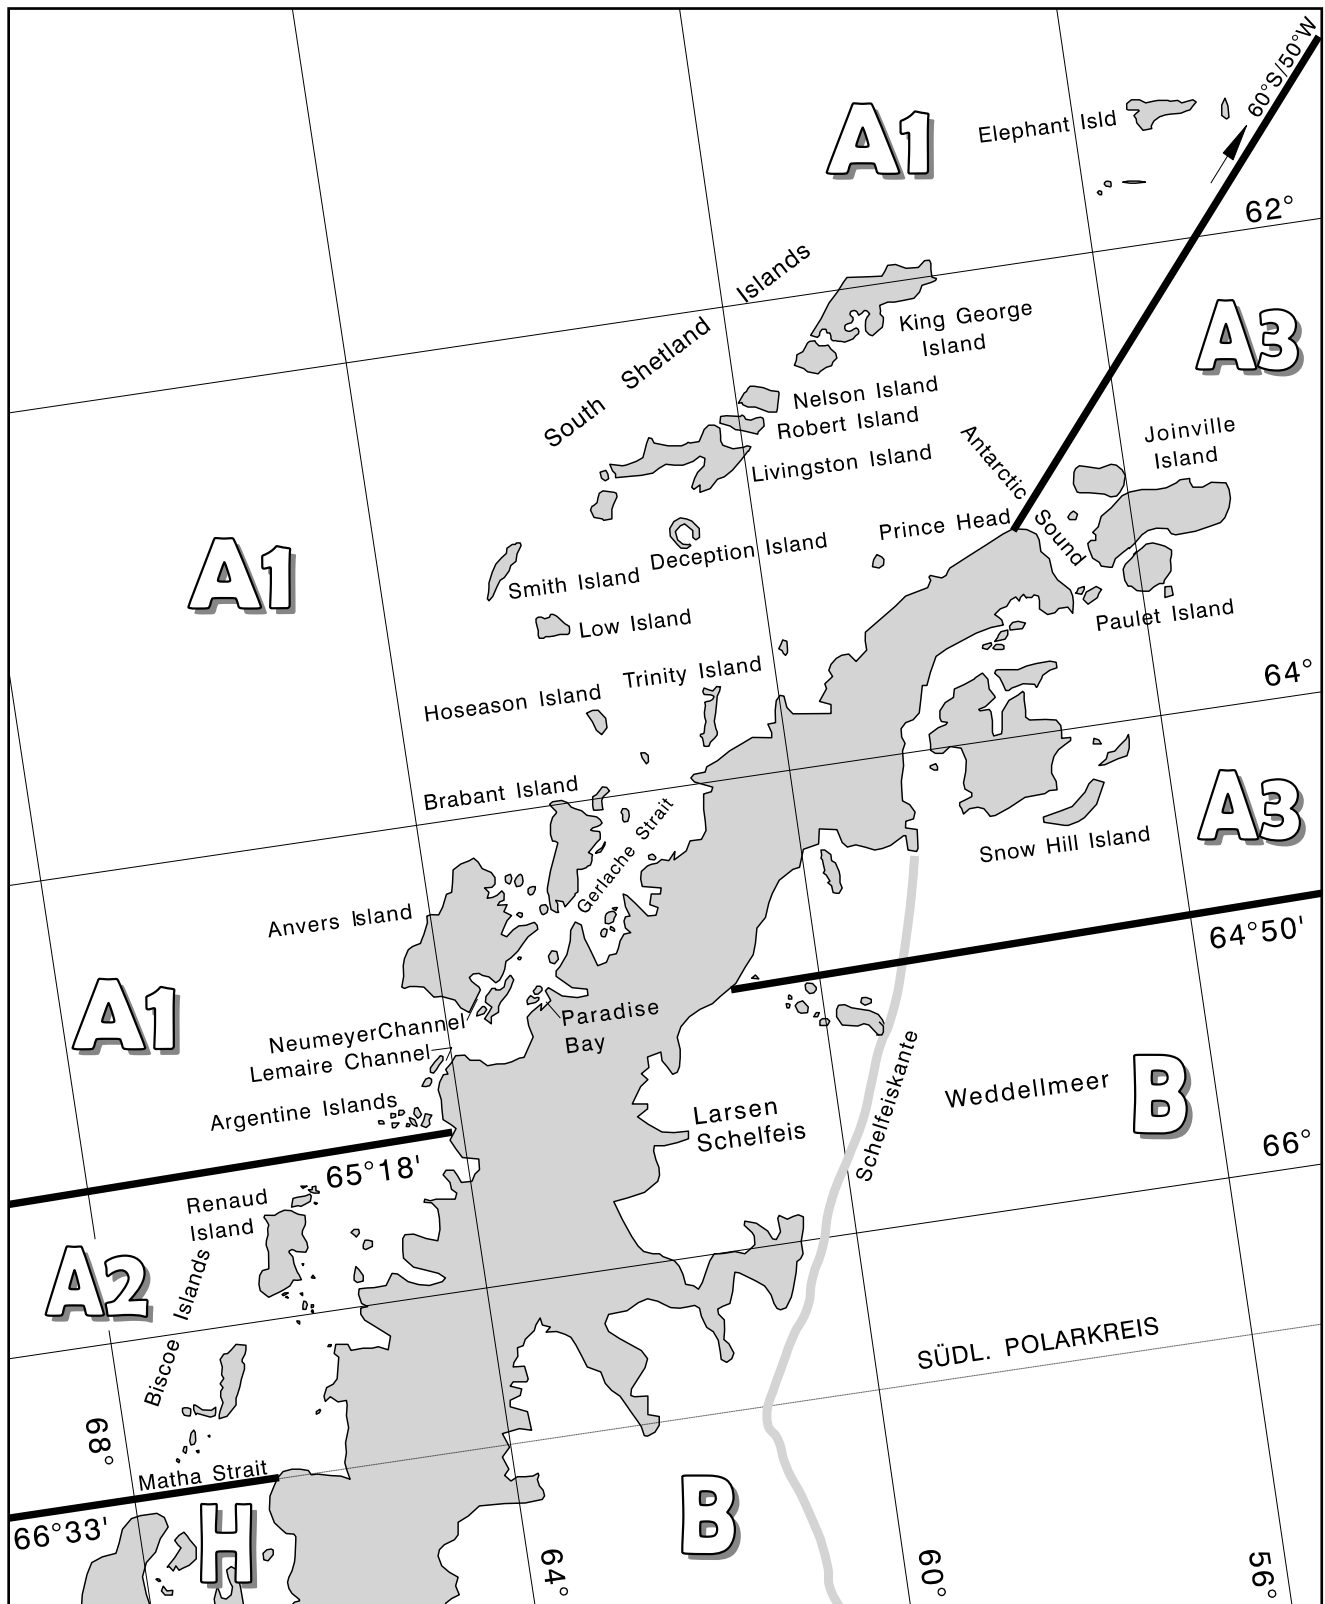 60°S/50°W
A1
Elephant Isld
62°
South Shetland Islands
A3
King George
Island
Nelson Island
Robert Island
Livingston Island
Antarctic Sound
Joinville
Island
Prince Head
Deception Island
A1
Smith Island
Low Island
Paulet Island
Trinity Island
64°
Hoseason Island
Brabant Island
Gerlache Strait
A3
Snow Hill Island
Anvers Island
64°50'
A1
NeumeyerChannel
Paradise
Bay
Lemaire Channel
Argentine Islands
Larsen
Schelfeis
Schelfeiskante
Weddellmeer
B
66°
65°18'
Renaud
Island
A2
Biscoe Islands
SÜDL. POLARKREIS
68°
Matha Strait
66°33'
H
B
64°
60°
56°